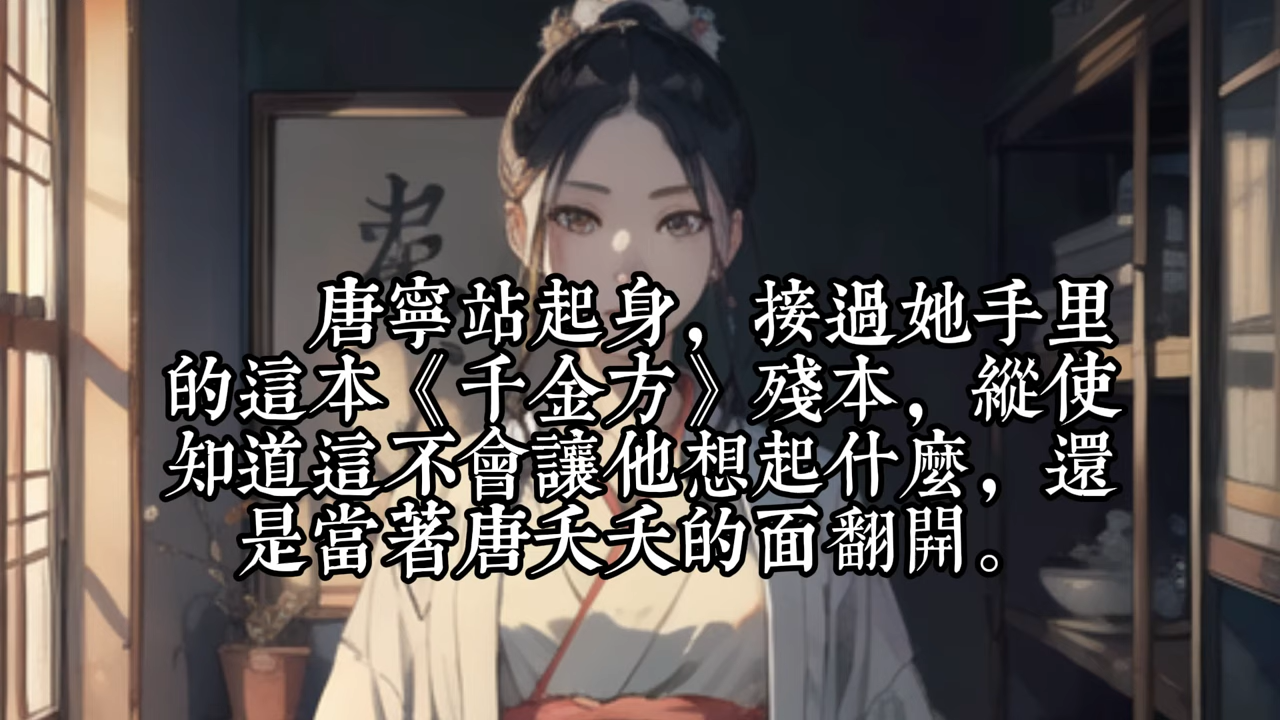 唐寧站起身，接過她手里
的這本《千金方》殘本，縱使
知道這不會讓他想起什麼，還
是當著唐夭夭的面翻開。